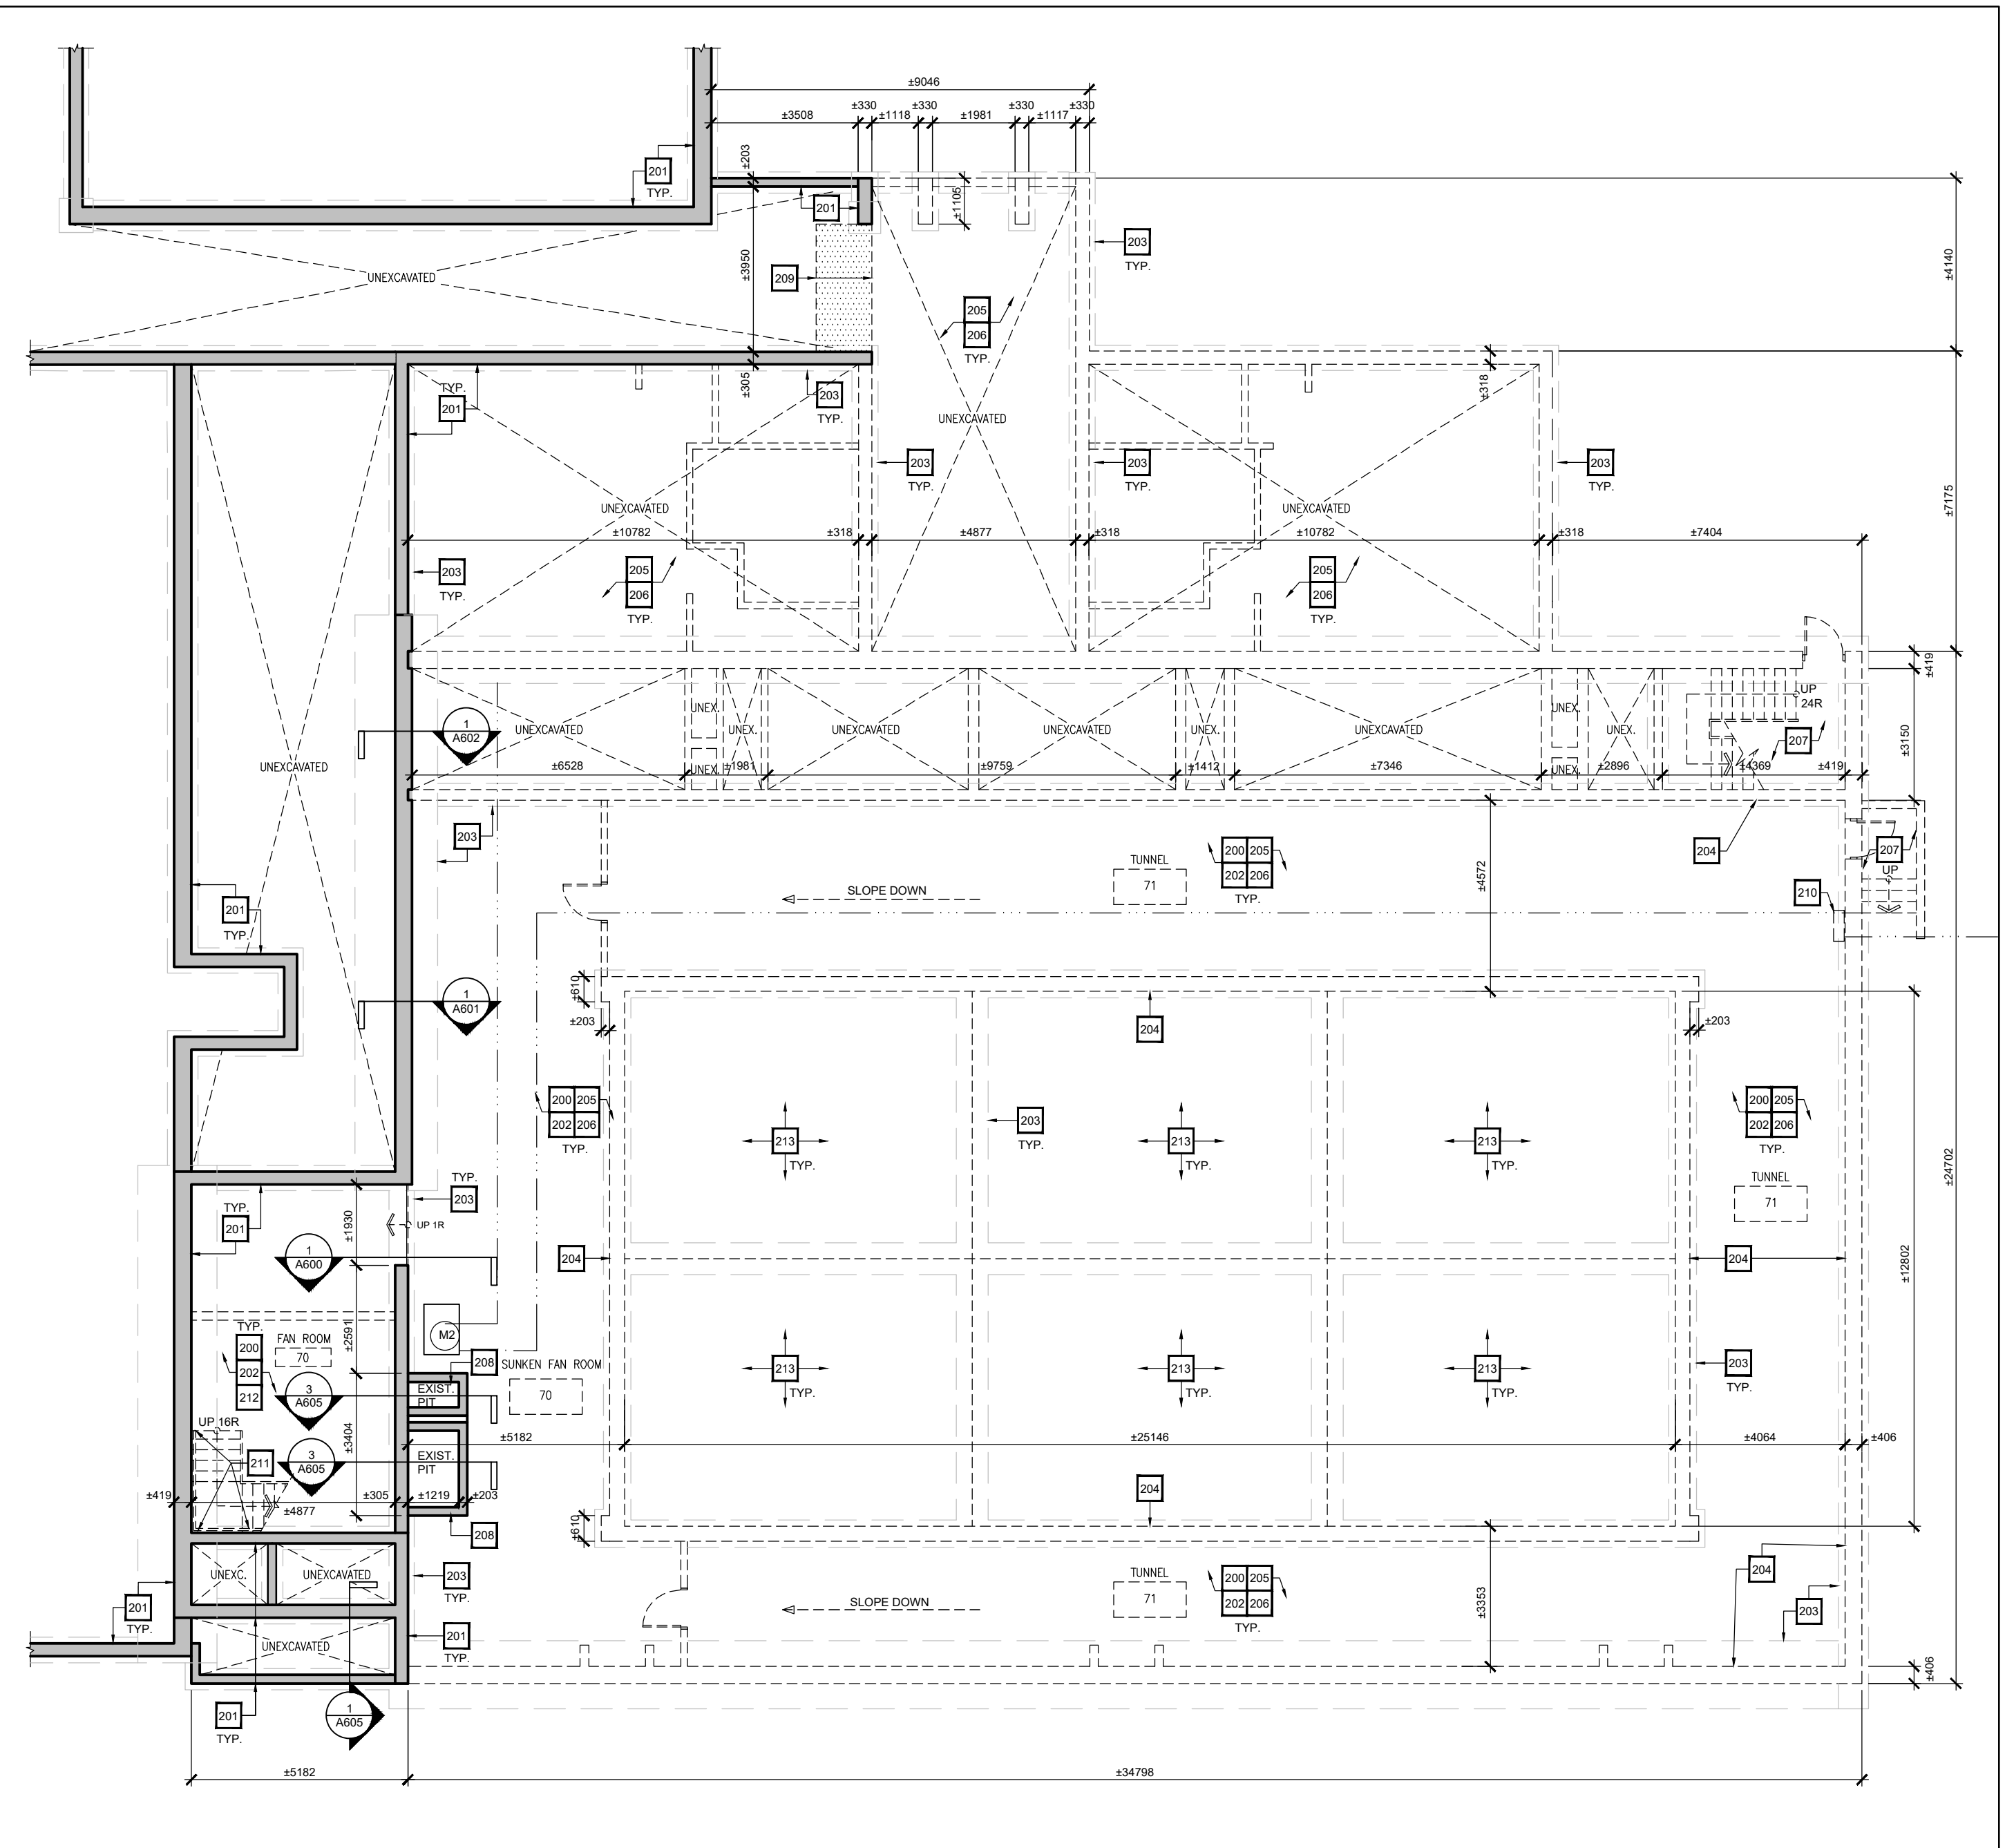 ±9046
±330 ±330 ±330 ±330
±3508 ±1118 ±1981 ±1117
±203
201
TYP.
±1105
201
203
TYP.
±3950
±4140
UNEXCAVATED
209
205
206
TYP.
±305
±318
TYP.
201
203
TYP.
UNEXCAVATED
203
TYP.
203
TYP.
203
TYP.
UNEXCAVATED
UNEXCAVATED
±7175
±10782
±318
±4877
±318
±10782
±318
±7404
203
TYP.
205
206
TYP.
205
206
TYP.
±419
UP
24R
UNEX.
UNEX.
1
A602
UNEXCAVATED
UNEX.
UNEXCAVATED
UNEXCAVATED
UNEX.
UNEXCAVATED
UNEX.
207
±3150
UNEXCAVATED
UNEX.
UNEX.
±6528
±1981
±9759
±1412
±7346
±2896
±4369
±419
203
204
207
UP
TUNNEL
71
200 205
202 206
TYP.
±4572
SLOPE DOWN
210
201
TYP.
1
A601
±610
±203
204
±203
200 205
202 206
TYP.
203
TYP.
200 205
202 206
TYP.
213
TYP.
213
TYP.
213
TYP.
±24702
TUNNEL
71
TYP.
203
TYP.
201
±1930
UP 1R
1
A600
204
204
±12802
M2
TYP.
200
202
212
FAN ROOM
70
±2591
208
SUNKEN FAN ROOM
70
3
A605
EXIST.
PIT
213
TYP.
213
TYP.
213
TYP.
203
TYP.
UP 16R
211
±3404
3
A605
EXIST.
PIT
±5182
±25146
±4064
±406
±419
±4877
±305
±1219
±203
204
208
±610
UNEXC.
UNEXCAVATED
203
TYP.
TUNNEL
71
200 205
202 206
TYP.
SLOPE DOWN
±3353
204
203
201
TYP.
UNEXCAVATED
201
TYP.
±406
201
TYP.
1
A605
±5182
±34798